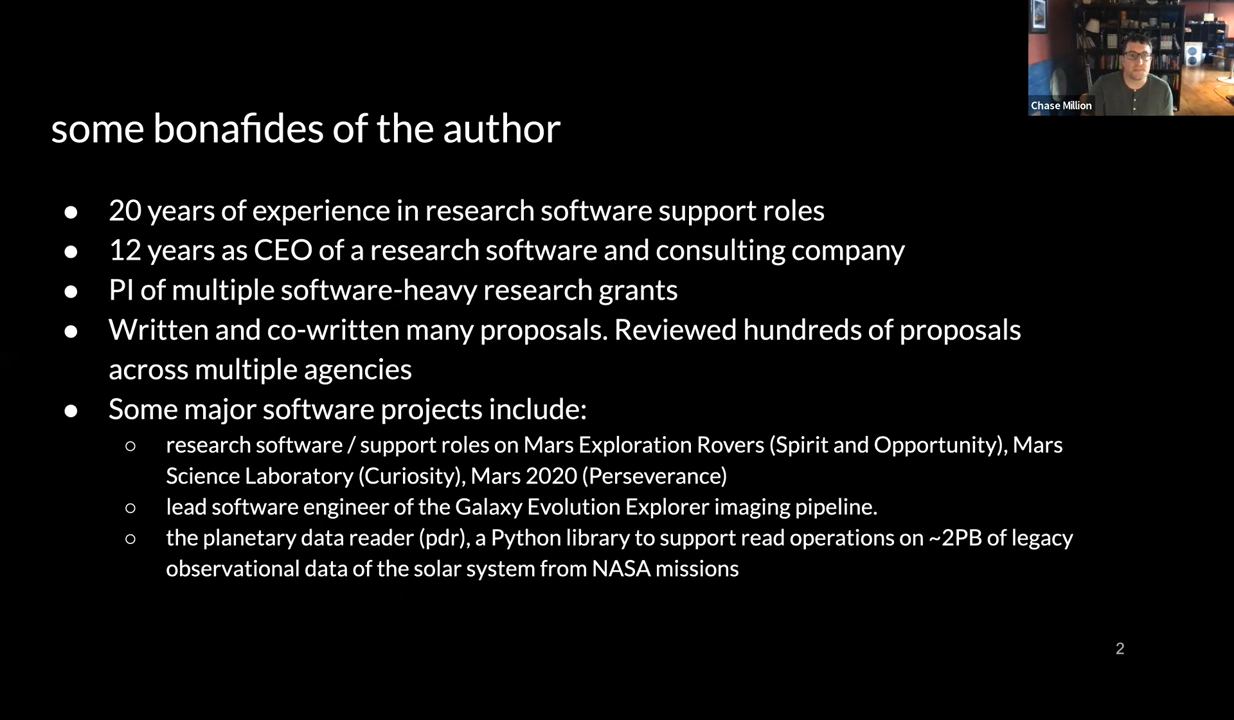 Chase Million
some bonafides of the author
● 20 years of experience in research software support roles
● 12 years as CEO of a research software and consulting company
● PI of multiple software-heavy research grants
● Written and co-written many proposals. Reviewed hundreds of proposals
across multiple agencies
● Some major software projects include:
○ research software / support roles on Mars Exploration Rovers (Spirit and Opportunity), Mars
Science Laboratory (Curiosity), Mars 2020 (Perseverance)
○ lead software engineer of the Galaxy Evolution Explorer imaging pipeline.
○ the planetary data reader (pdr), a Python library to support read operations on ~2PB of legacy
observational data of the solar system from NASA missions
2